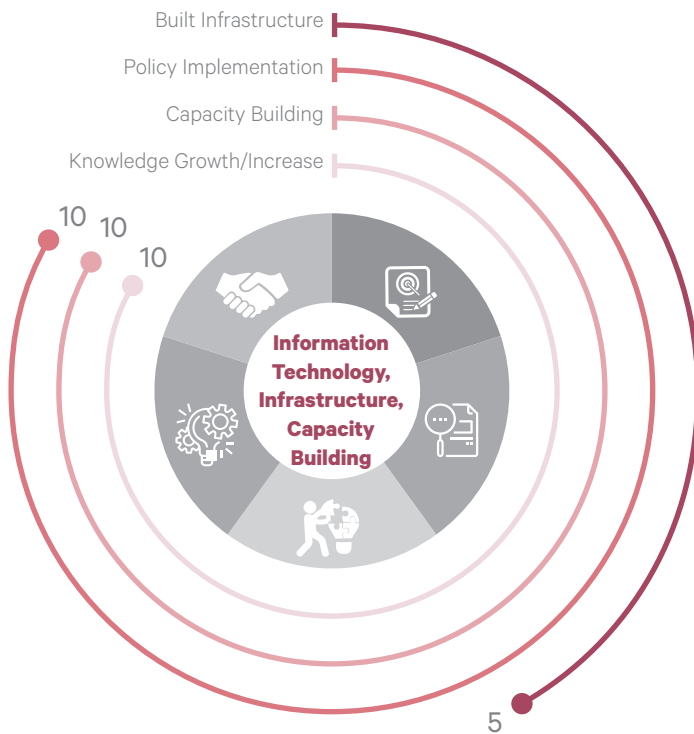 Built Infrastructure
Policy Implementation
Capacity Building
Knowledge Growth/Increase
10
10
10
Information
Technology,
Infrastructure,
Capacity
Building
5